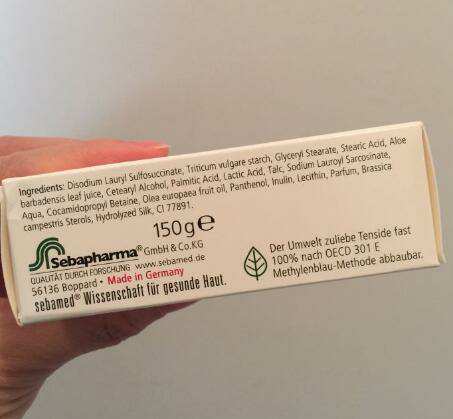 Ingredients: Disodium Lauryl Sulfosuccinate, Triticum vulgare starch, Glyceryl Stearate, Stearic Acid, Aloe
barbadensis leaf juice, Cetearyl Alcohol, Palmitic Acid, Lactic Acid, Talc, Sodium Lauroyl Sarcosinate,
Aqua, Cocamidopropyl Betaine, Olea europaea fruit oil, Panthenol, Inulin, Lecithin, Parfum, Brassica
campestris Sterols, Hydrolyzed Silk, CI 77891.
150g℮
Sebapharma® GmbH & Co.KG
QUALITÄT DURCH FORSCHUNG www.sebamed.de
56136 Boppard • Made in Germany
sebamed® Wissenschaft für gesunde Haut.
Der Umwelt zuliebe Tenside fast
100% nach OECD 301 E
Methylenblau-Methode abbaubar.